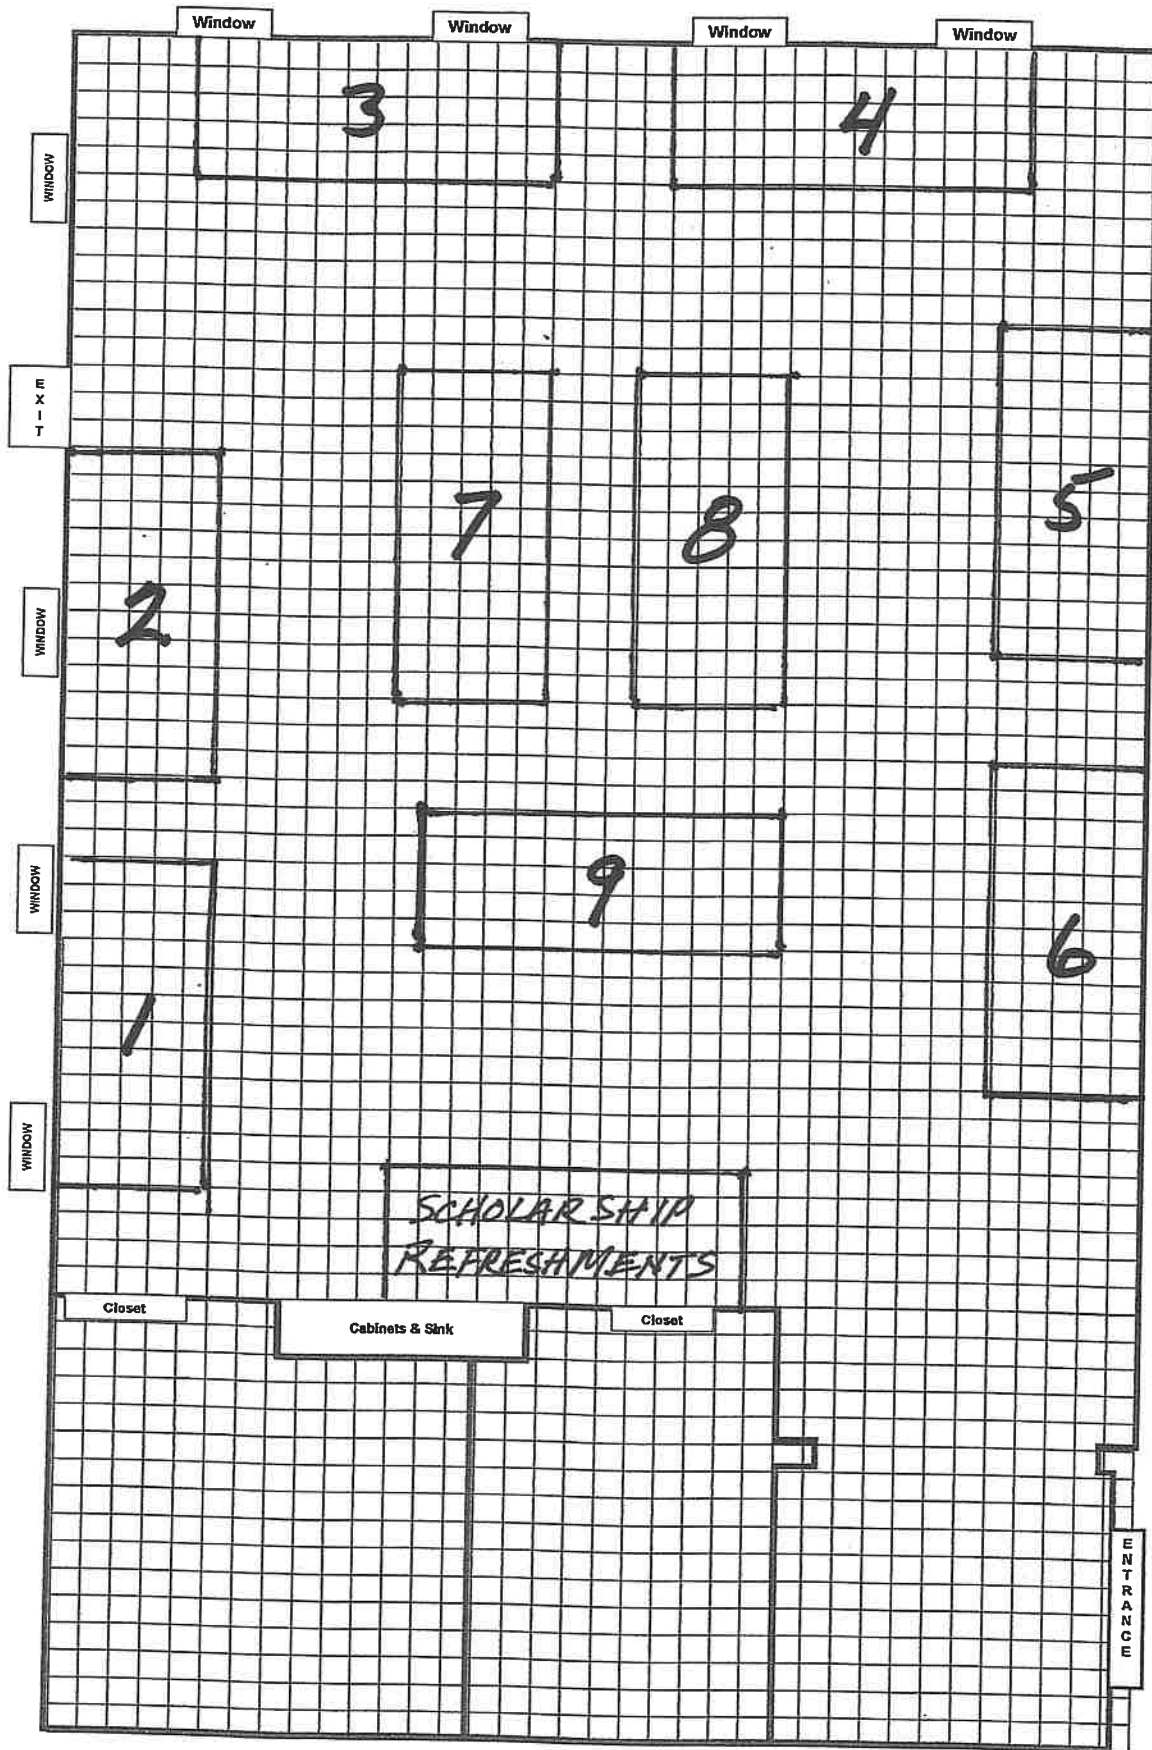 Window
Window
Window
Window
3
4
WINDOW
EXIT
5
7
8
2
WINDOW
9
WINDOW
6
1
WINDOW
SCHOLARSHIP
REFRESHMENTS
Closet
Cabinets & Sink
Closet
ENTRANCE